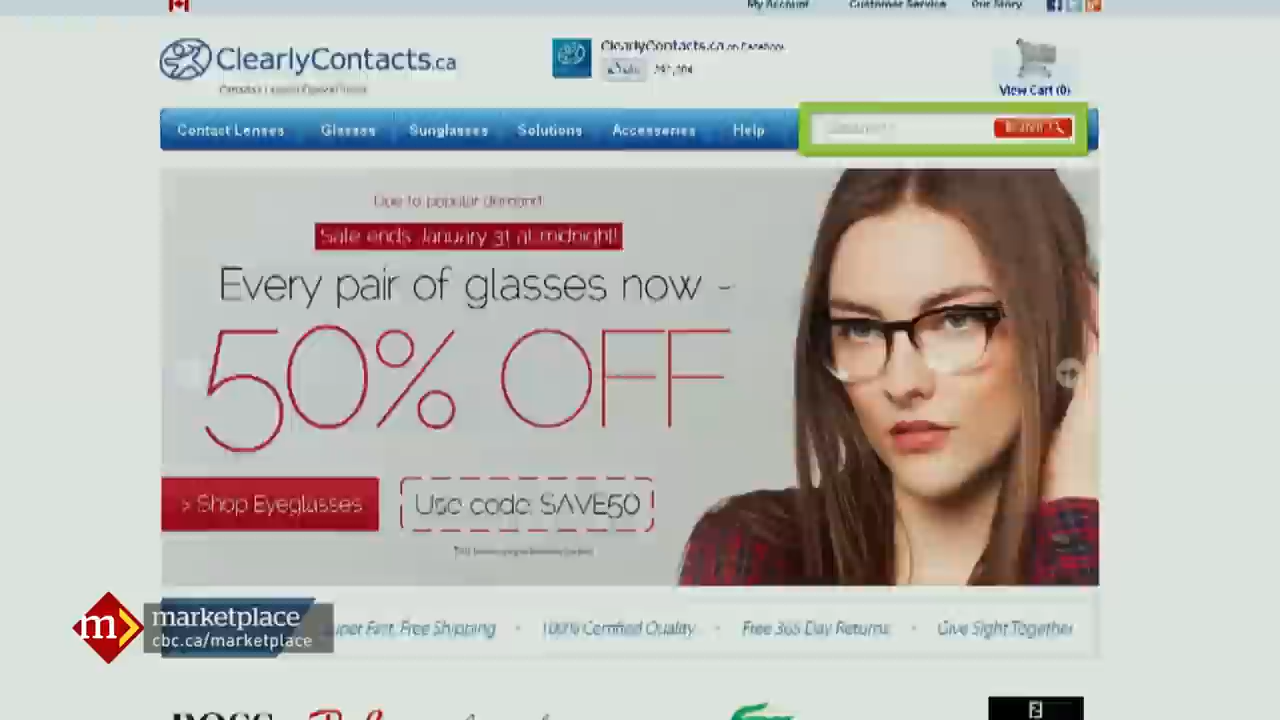 My Account Customer Service Our Story
ClearlyContacts.ca
ClearlyContacts.ca on Facebook
View Cart (0)
Contact Lenses Glasses Sunglasses Solutions Accessories Help
Search
Due to popular demand
Sale ends January 31 at midnight!
Every pair of glasses now -
50% OFF
> Shop Eyeglasses
Use code: SAVE50
m marketplace
cbc.ca/marketplace
Super Fast, Free Shipping • 100% Certified Quality • Free 365 Day Returns • Give Sight Together
BOSS